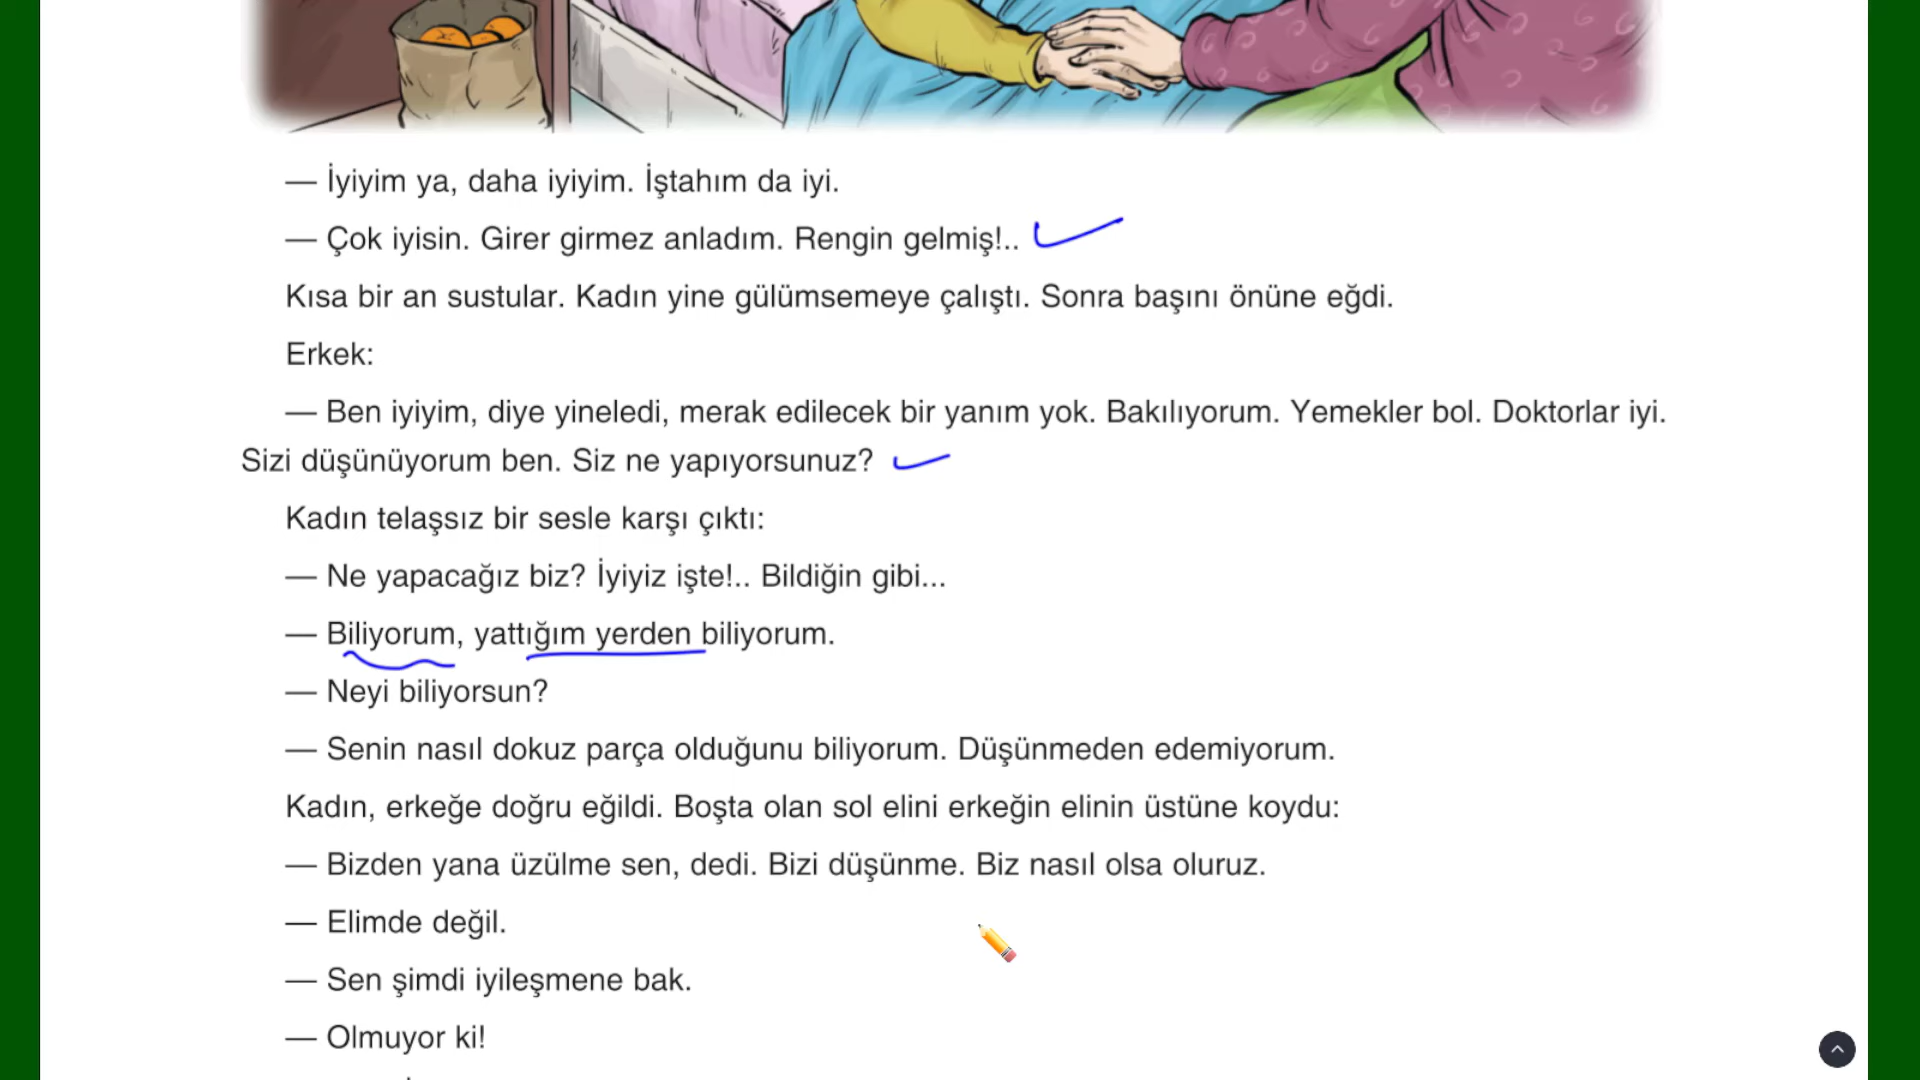 — İyiyim ya, daha iyiyim. İştahım da iyi.
— Çok iyisin. Girer girmez anladım. Rengin gelmiş!..
Kısa bir an sustular. Kadın yine gülümsemeye çalıştı. Sonra başını önüne eğdi.
Erkek:
— Ben iyiyim, diye yineledi, merak edilecek bir yanım yok. Bakılıyorum. Yemekler bol. Doktorlar iyi.
Sizi düşünüyorum ben. Siz ne yapıyorsunuz?
Kadın telaşsız bir sesle karşı çıktı:
— Ne yapacağız biz? İyiyiz işte!.. Bildiğin gibi...
— Biliyorum, yattığım yerden biliyorum.
— Neyi biliyorsun?
— Senin nasıl dokuz parça olduğunu biliyorum. Düşünmeden edemiyorum.
Kadın, erkeğe doğru eğildi. Boşta olan sol elini erkeğin elinin üstüne koydu:
— Bizden yana üzülme sen, dedi. Bizi düşünme. Biz nasıl olsa oluruz.
— Elimde değil.
— Sen şimdi iyileşmene bak.
— Olmuyor ki!